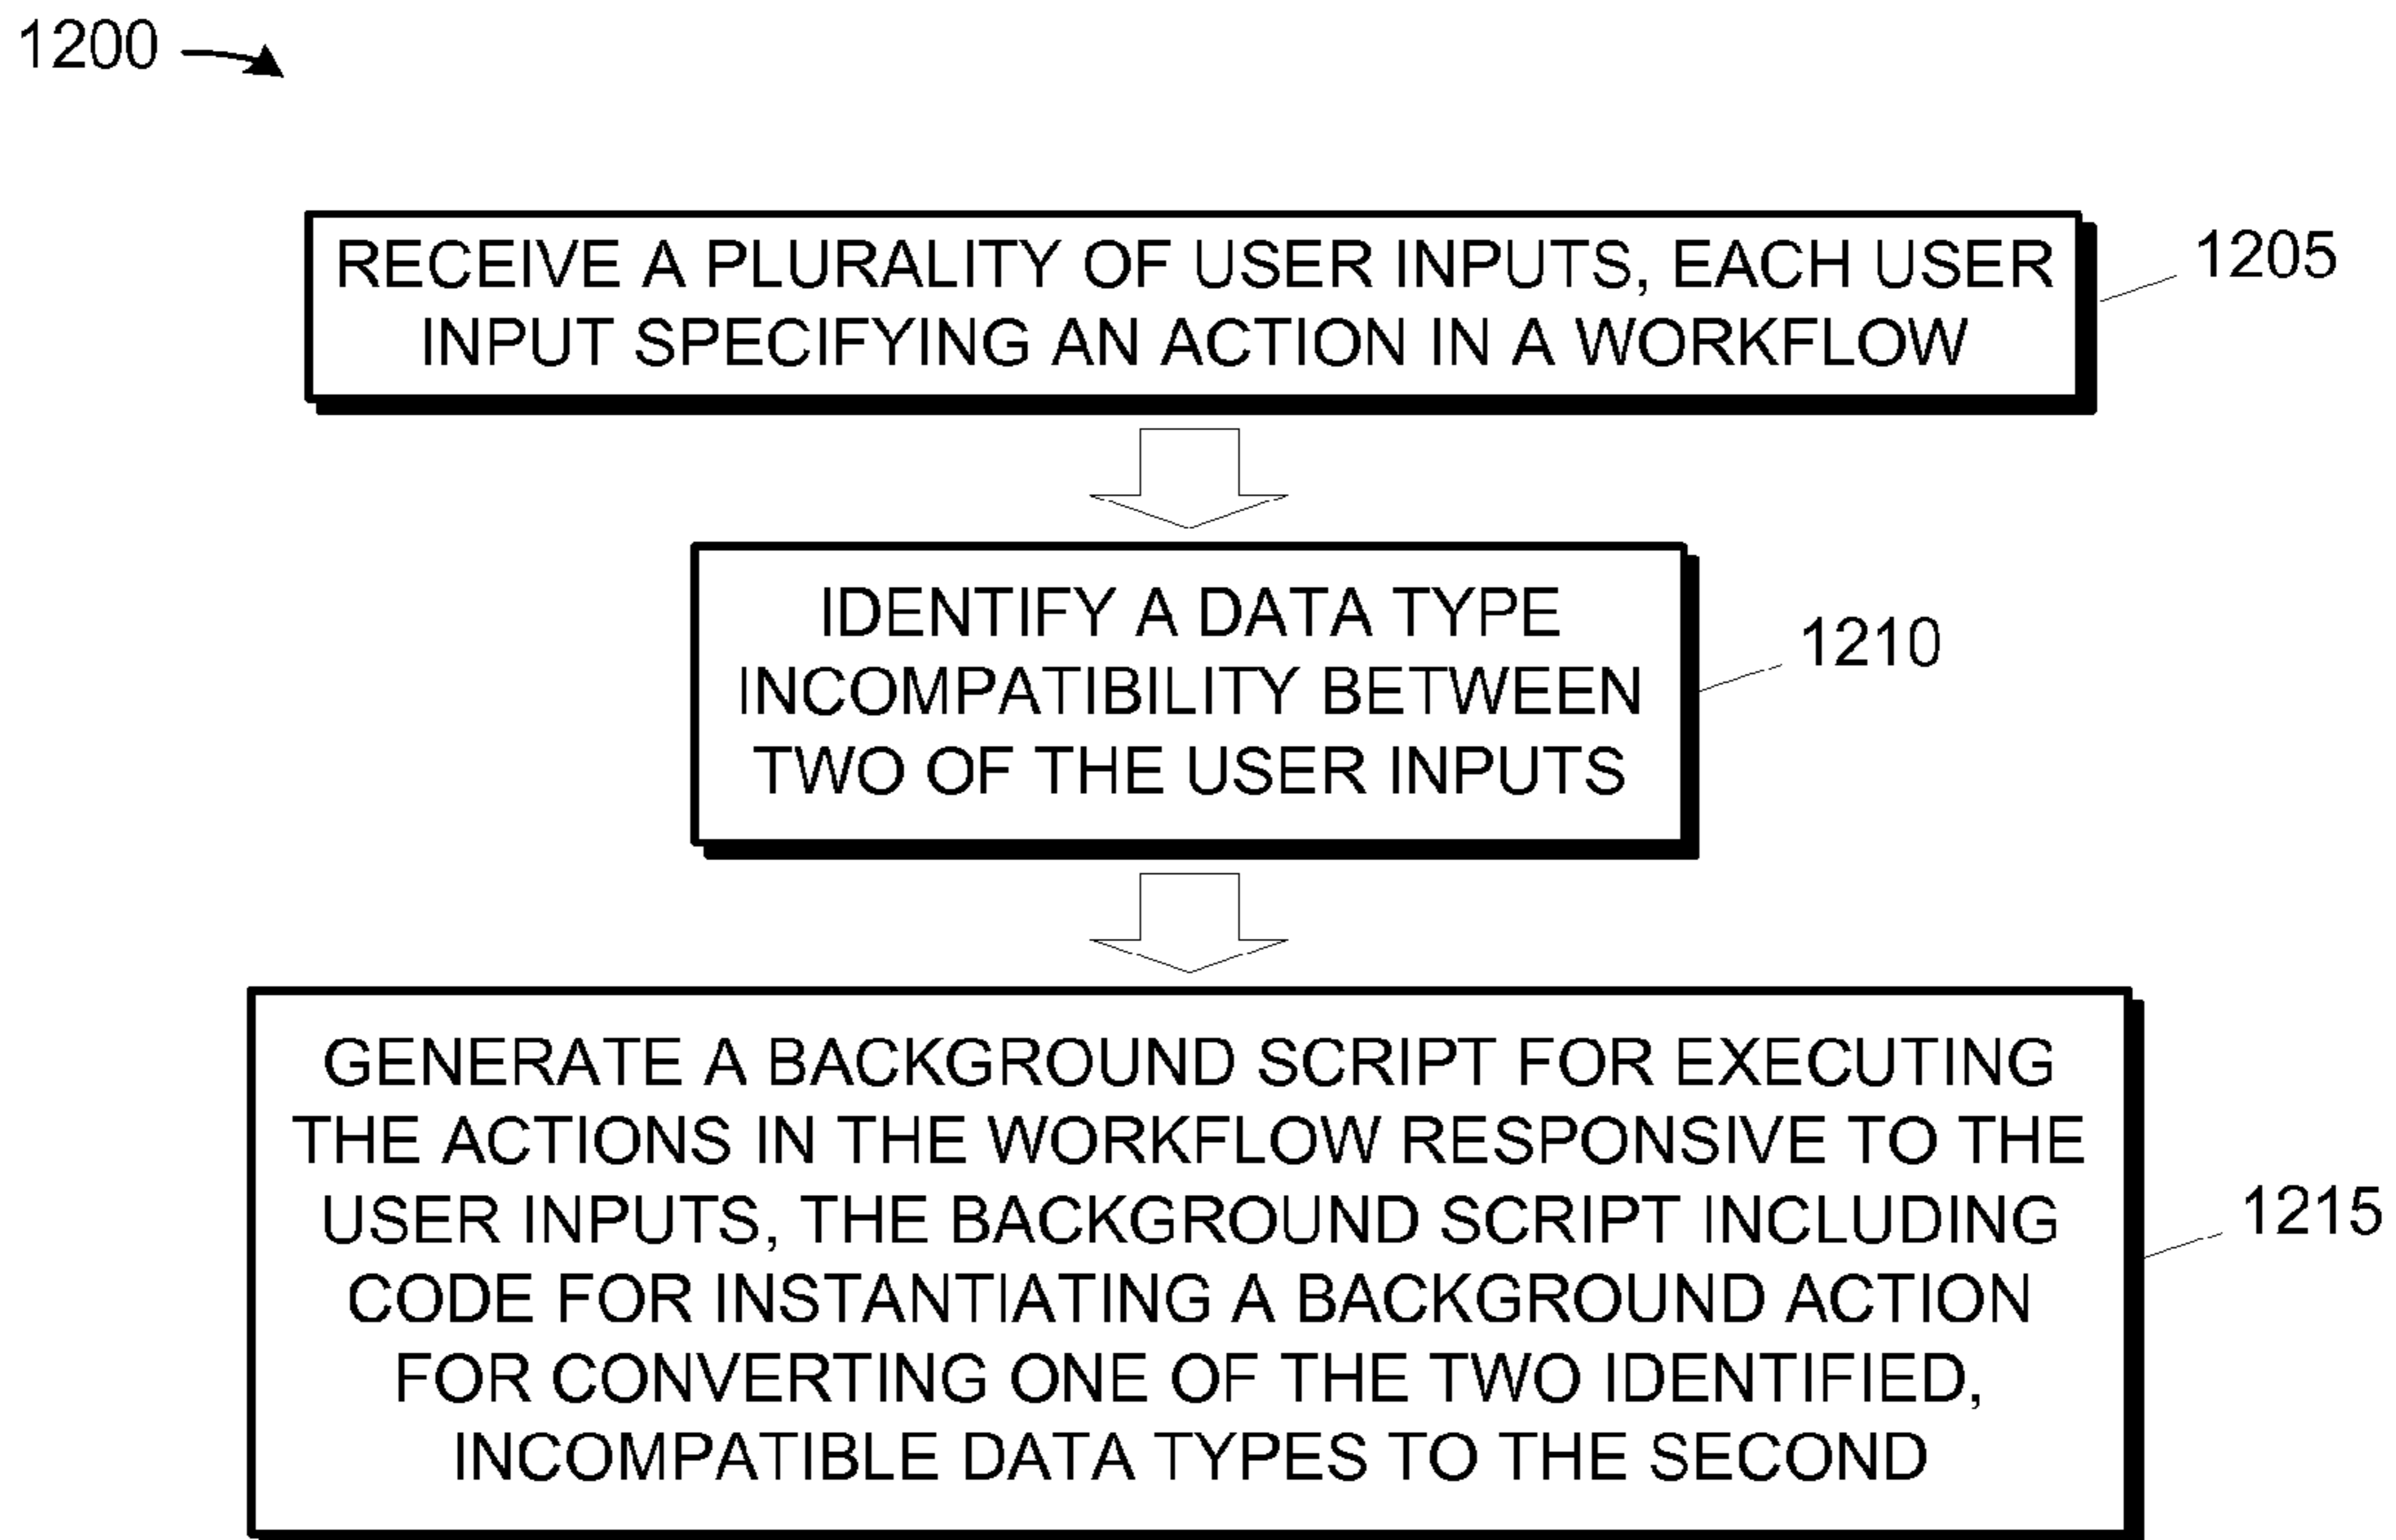 1200
RECEIVE A PLURALITY OF USER INPUTS, EACH USER
INPUT SPECIFYING AN ACTION IN A WORKFLOW
1205
IDENTIFY A DATA TYPE
INCOMPATIBILITY BETWEEN
TWO OF THE USER INPUTS
1210
GENERATE A BACKGROUND SCRIPT FOR EXECUTING
THE ACTIONS IN THE WORKFLOW RESPONSIVE TO THE
USER INPUTS, THE BACKGROUND SCRIPT INCLUDING
CODE FOR INSTANTIATING A BACKGROUND ACTION
FOR CONVERTING ONE OF THE TWO IDENTIFIED,
INCOMPATIBLE DATA TYPES TO THE SECOND
1215